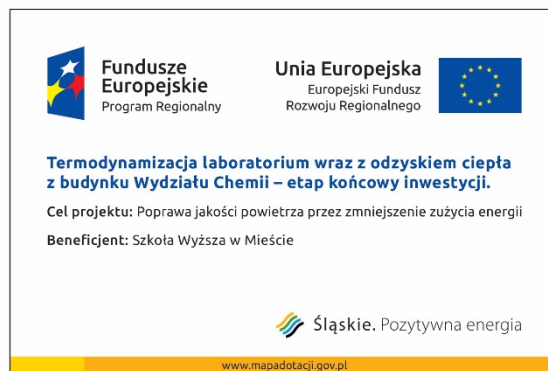 Fundusze
Europejskie
Program Regionalny
Unia Europejska
Europejski Fundusz
Rozwoju Regionalnego
Termodynamizacja laboratorium wraz z odzyskiem ciepła
z budynku Wydziału Chemii – etap końcowy inwestycji.
Cel projektu: Poprawa jakości powietrza przez zmniejszenie zużycia energii
Beneficjent: Szkoła Wyższa w Mieście
Śląskie. Pozytywna energia
www.mapadotacji.gov.pl